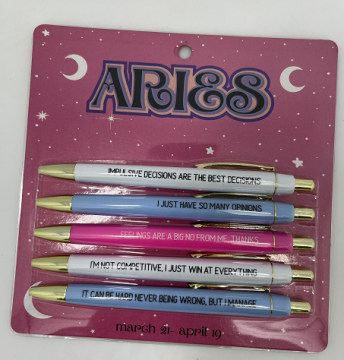 ARIES
IMPULSIVE DECISIONS ARE THE BEST DECISIONS
I JUST HAVE SO MANY OPINIONS
FEELINGS ARE A BIG NO FROM ME, THANKS
I'M NOT COMPETITIVE, I JUST WIN AT EVERYTHING
IT CAN BE HARD NEVER BEING WRONG, BUT I MANAGE
march 21- april 19